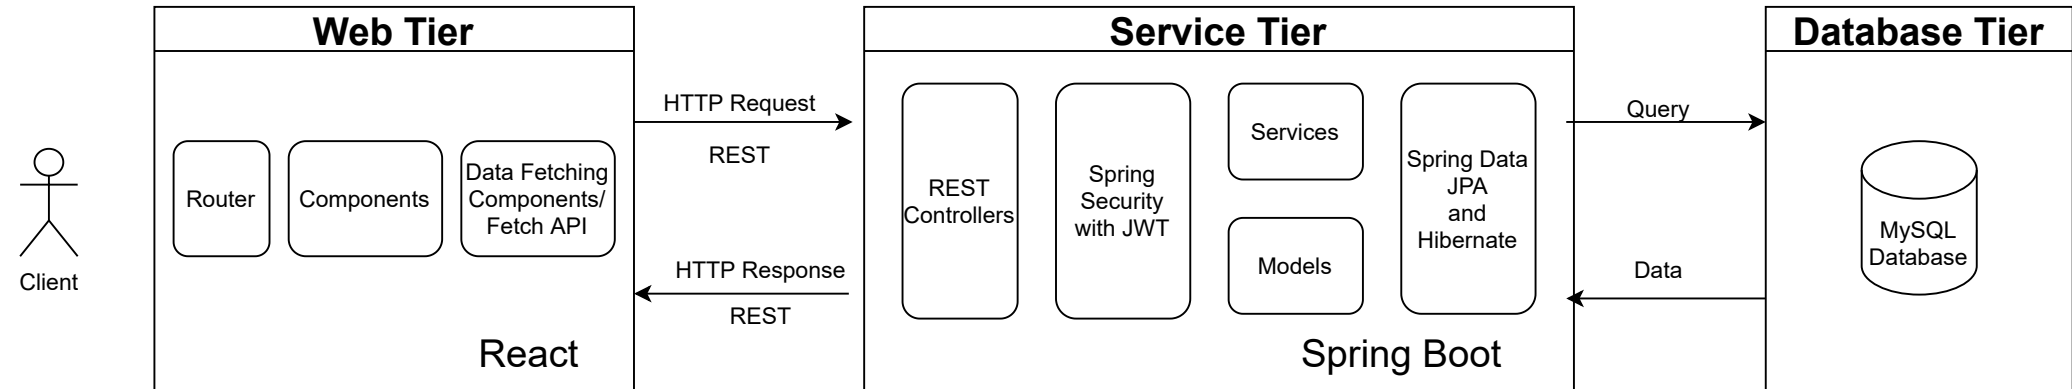 Web Tier
Service Tier
Database Tier
Client
Router
Components
Data Fetching
Components/
Fetch API
React
HTTP Request
REST
HTTP Response
REST
REST
Controllers
Spring
Security
with JWT
Services
Models
Spring Data
JPA
and
Hibernate
Spring Boot
Query
Data
MySQL
Database